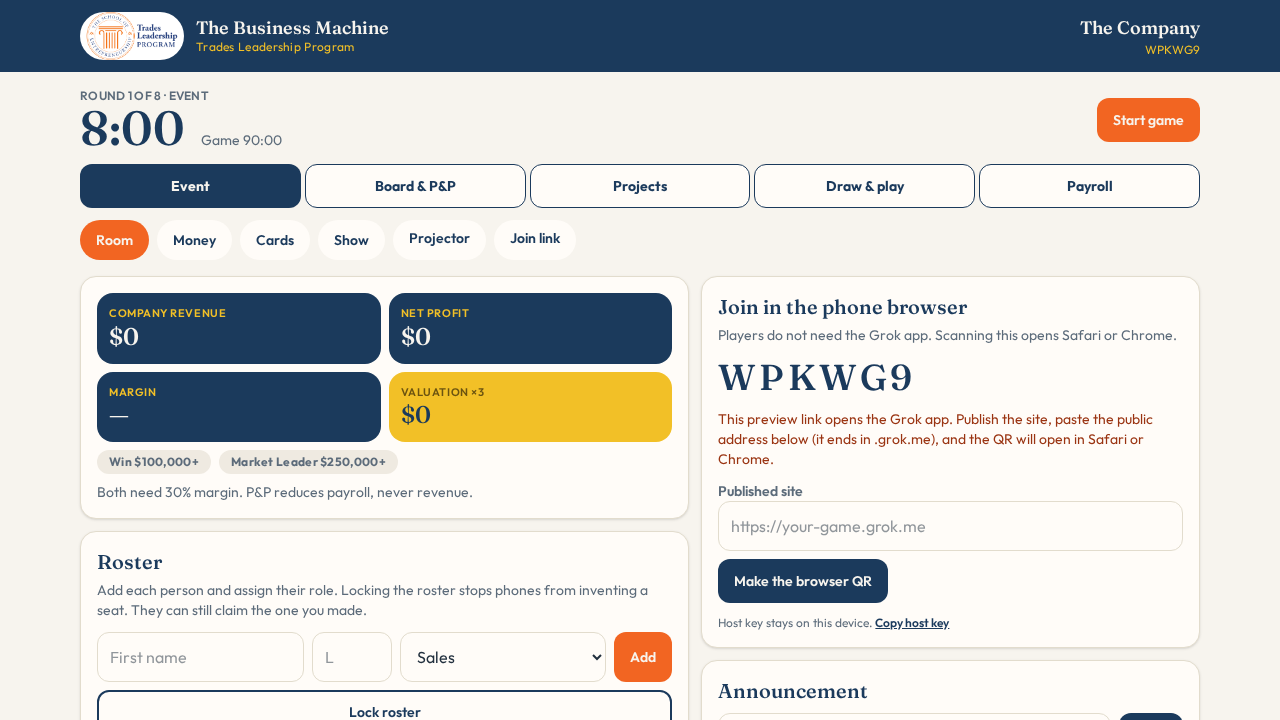 THE SCHOOL OF
ENTREPRENEURSHIP
Trades
Leadership
PROGRAM
The Business Machine
Trades Leadership Program
The Company
WPKWG9
ROUND 1 OF 8 · EVENT
8:00
Game 90:00
Start game
Event
Board & P&P
Projects
Draw & play
Payroll
Room
Money
Cards
Show
Projector
Join link
COMPANY REVENUE
$0
NET PROFIT
$0
MARGIN
—
VALUATION ×3
$0
Win $100,000+
Market Leader $250,000+
Both need 30% margin. P&P reduces payroll, never revenue.
Roster
Add each person and assign their role. Locking the roster stops phones from inventing a
seat. They can still claim the one you made.
First name
L
Sales
Add
Lock roster
Join in the phone browser
Players do not need the Grok app. Scanning this opens Safari or Chrome.
WPKWG9
This preview link opens the Grok app. Publish the site, paste the public
address below (it ends in .grok.me), and the QR will open in Safari or
Chrome.
Published site
https://your-game.grok.me
Make the browser QR
Host key stays on this device. Copy host key
Announcement